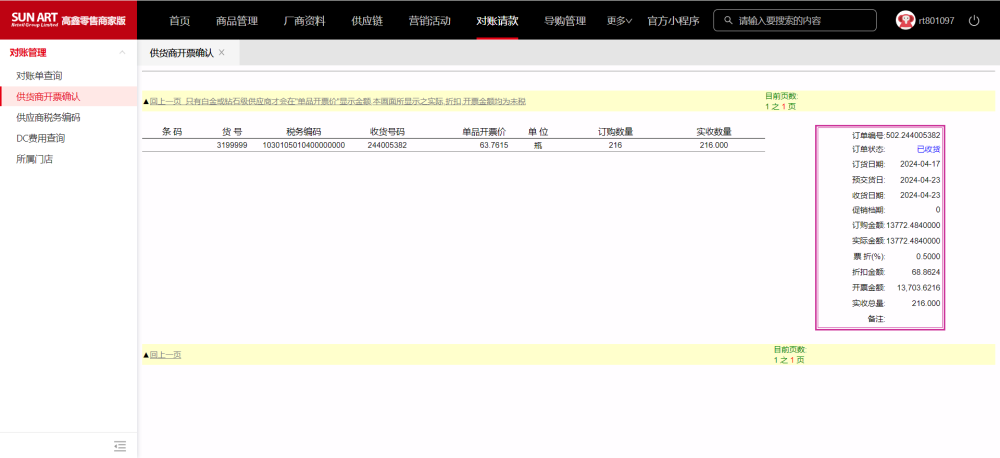 SUN ART 高鑫零售商家版
Retail Group Limited
首页 商品管理 厂商资料 供应链 营销活动 对账请款 导购管理 更多 官方小程序 请输入要搜索的内容 rt801097
对账管理
供货商开票确认 ×
对账单查询
供货商开票确认
供应商税务编码
DC费用查询
所属门店
▲回上一页 只有白金或钻石级供应商才会在"单品开票价"显示金额.本画面所显示之实际,折扣,开票金额均为未税
目前页数:
1 之 1 页
条 码 货 号 税务编码 收货号码 单品开票价 单 位 订购数量 实收数量
3199999 1030105010400000000 244005382 63.7615 瓶 216 216.000
订单编号:502.244005382
订单状态: 已收货
订货日期: 2024-04-17
预交货日: 2024-04-23
收货日期: 2024-04-23
促销档期: 0
订购金额:13772.4840000
实际金额:13772.4840000
票 折(%): 0.5000
折扣金额: 68.8624
开票金额: 13,703.6216
实收总量: 216.000
备注:
▲回上一页
目前页数:
1 之 1 页